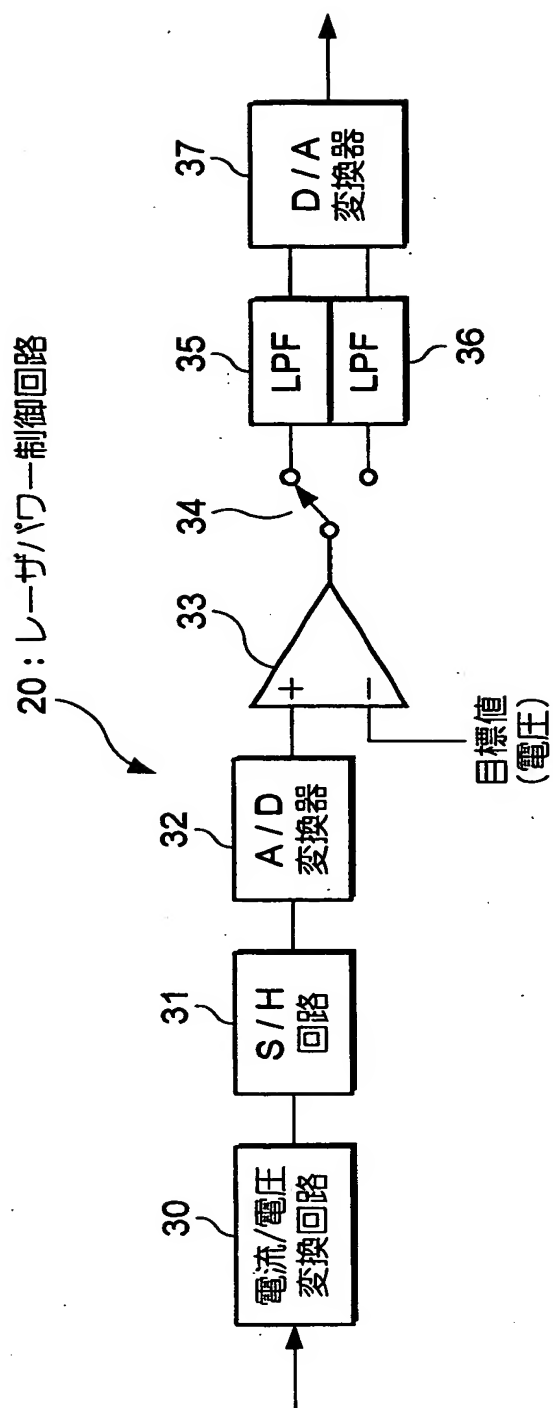 20：レーザパワー制御回路
30
電流/電圧
変換回路
31
S/H
回路
32
A/D
変換器
33
+
−
目標値
(電圧)
34
35
LPF
LPF
36
37
D/A
変換器